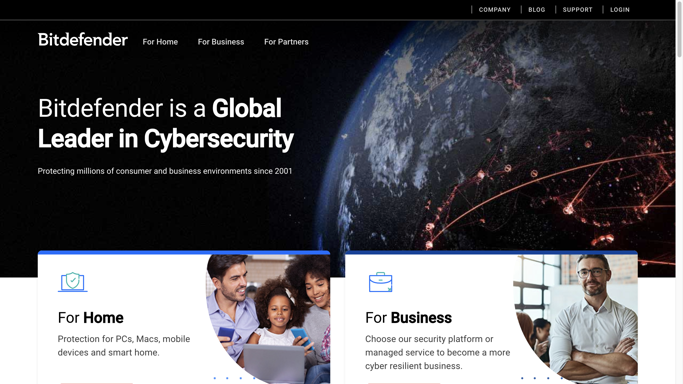 COMPANY
BLOG
SUPPORT
LOGIN
Bitdefender
For Home
For Business
For Partners
Bitdefender is a Global
Leader in Cybersecurity
Protecting millions of consumer and business environments since 2001
For Home
Protection for PCs, Macs, mobile
devices and smart home.
For Business
Choose our security platform or
managed service to become a more
cyber resilient business.